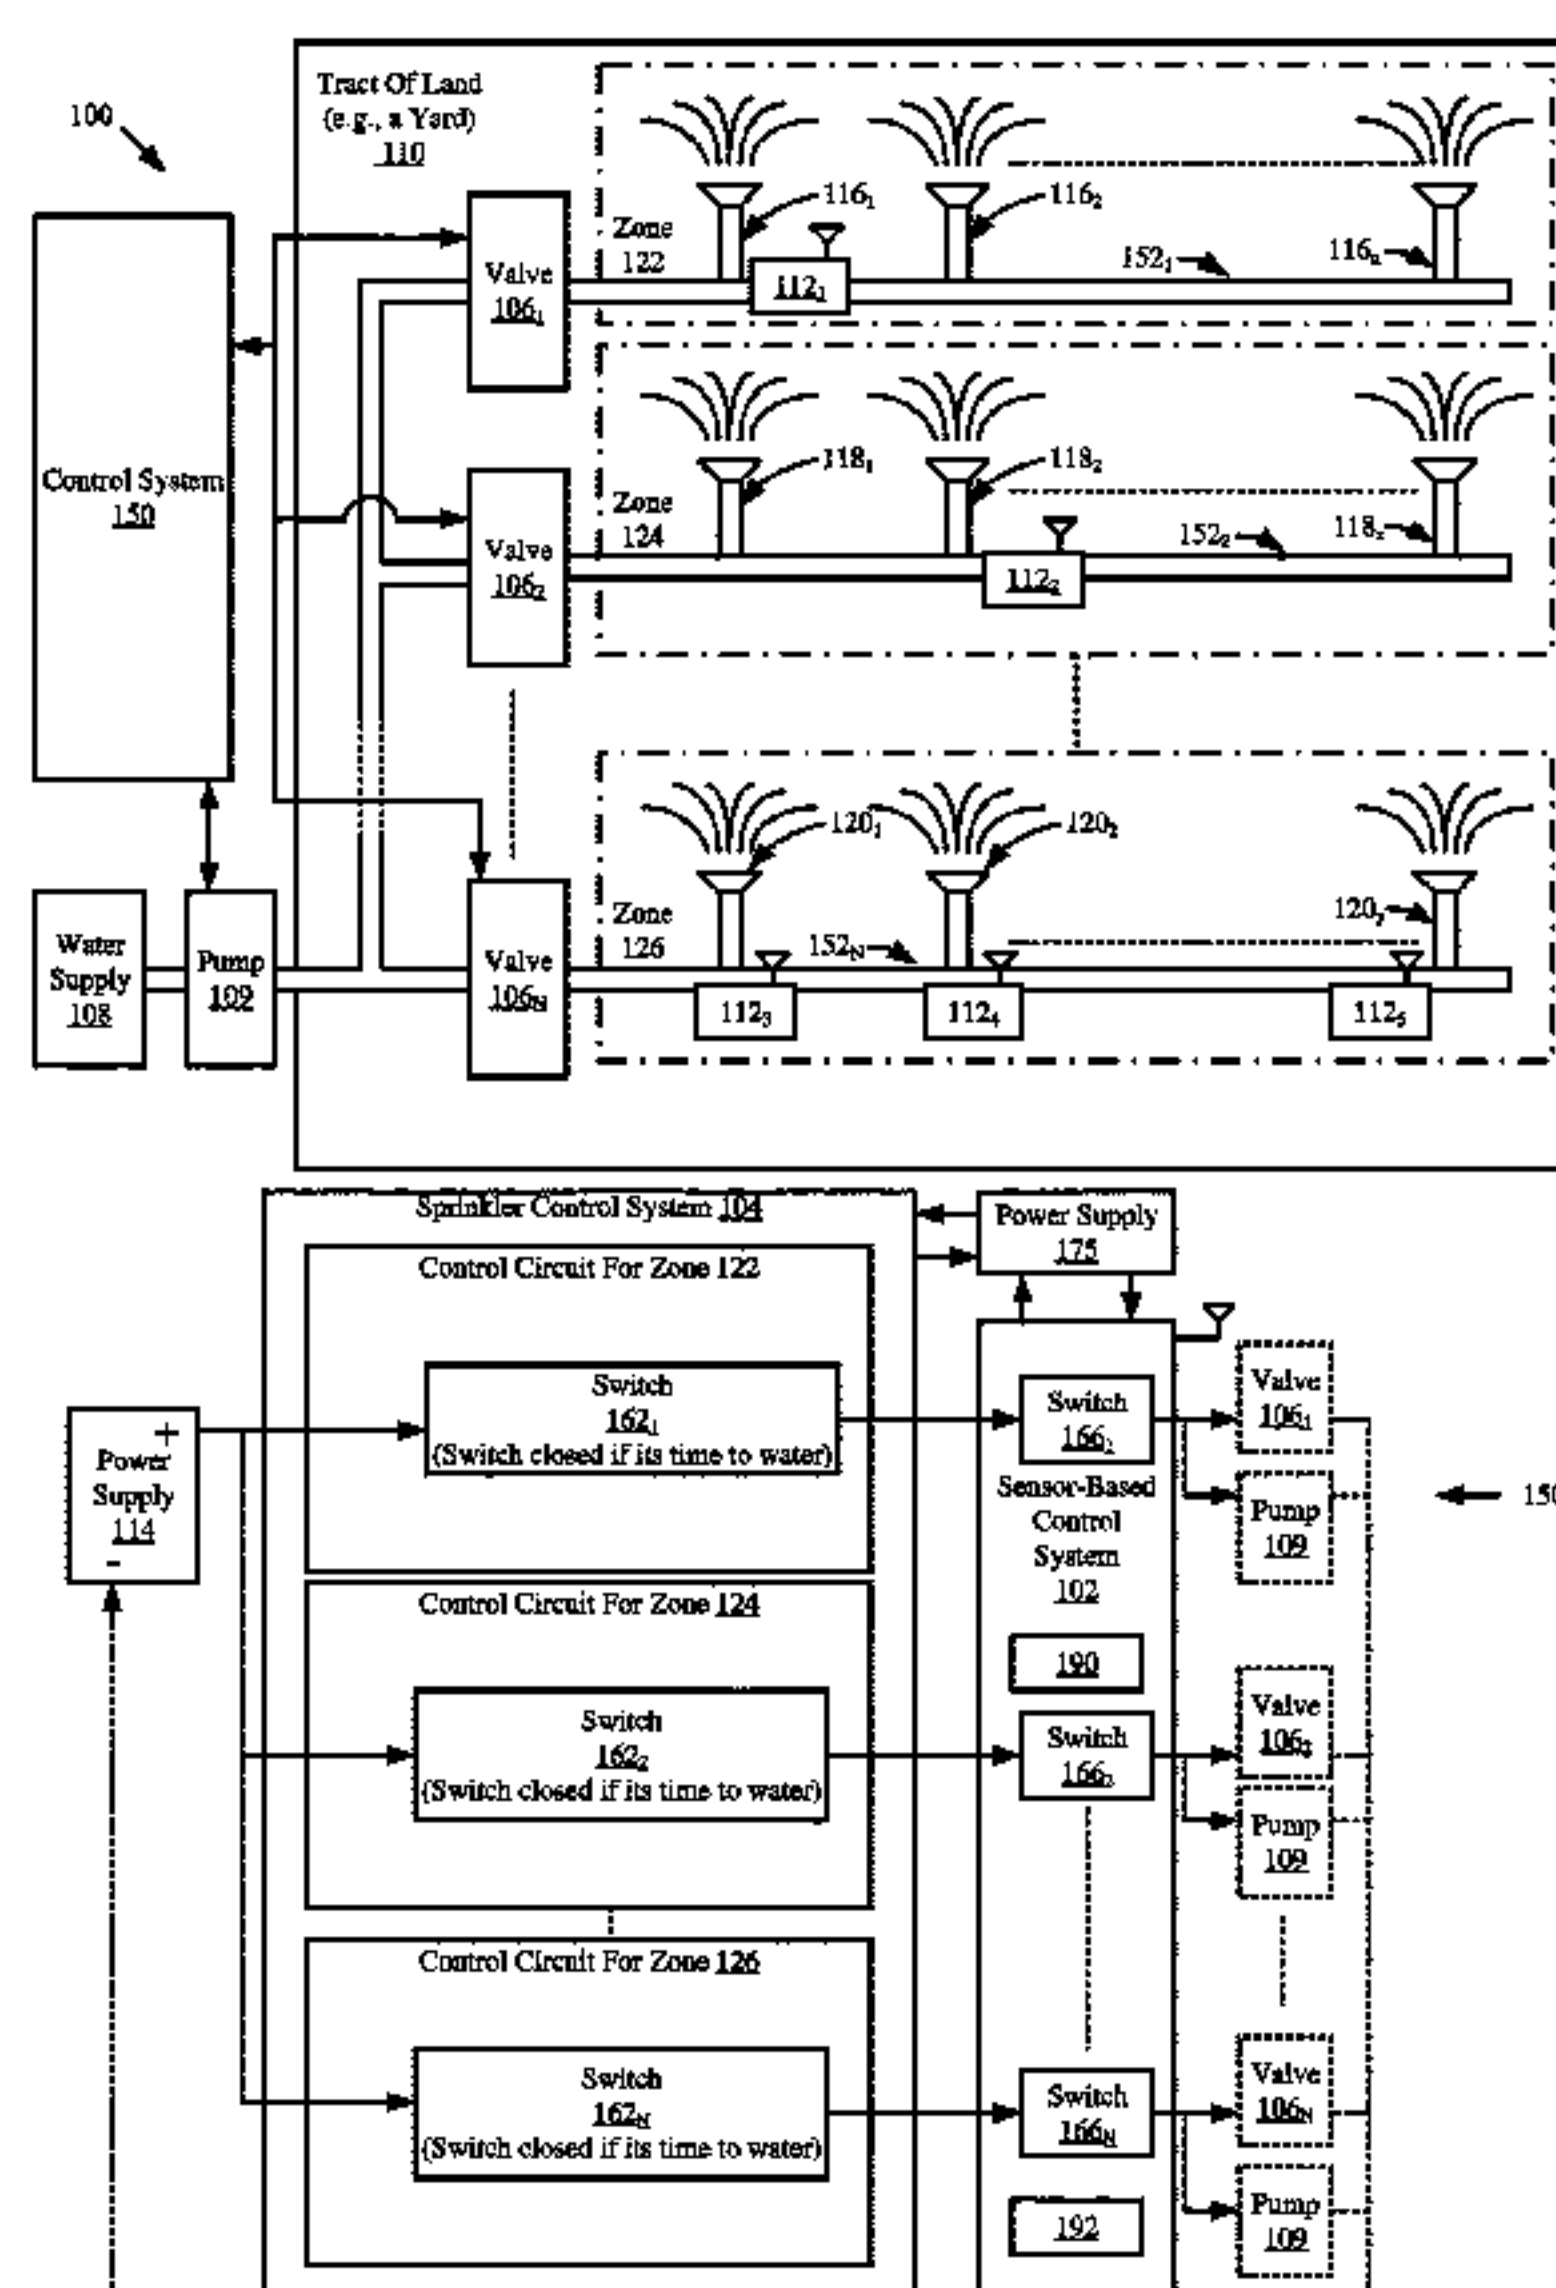 Tract Of Land
(e.g., a Yard)
110
100
116₁
116₂
116ₙ
Zone
122
152₁
Valve
106₁
112₁
Control System
150
118₁
118₂
118ₓ
Zone
124
152₂
Valve
106₂
112₂
120₁
120₂
120ᵧ
Zone
126
152N
Water
Supply
108
Pump
109
Valve
106N
112₃
112₄
112₅
Sprinkler Control System 104
Power Supply
175
Control Circuit For Zone 122
Switch
162₁
(Switch closed if its time to water)
Switch
166₁
Valve
106₁
Power
Supply
114
+
-
Sensor-Based
Control
System
102
Pump
109
150
Control Circuit For Zone 124
190
Switch
162₂
(Switch closed if its time to water)
Switch
166₂
Valve
106₂
Pump
109
Control Circuit For Zone 126
Switch
162N
(Switch closed if its time to water)
Switch
166N
Valve
106N
192
Pump
109